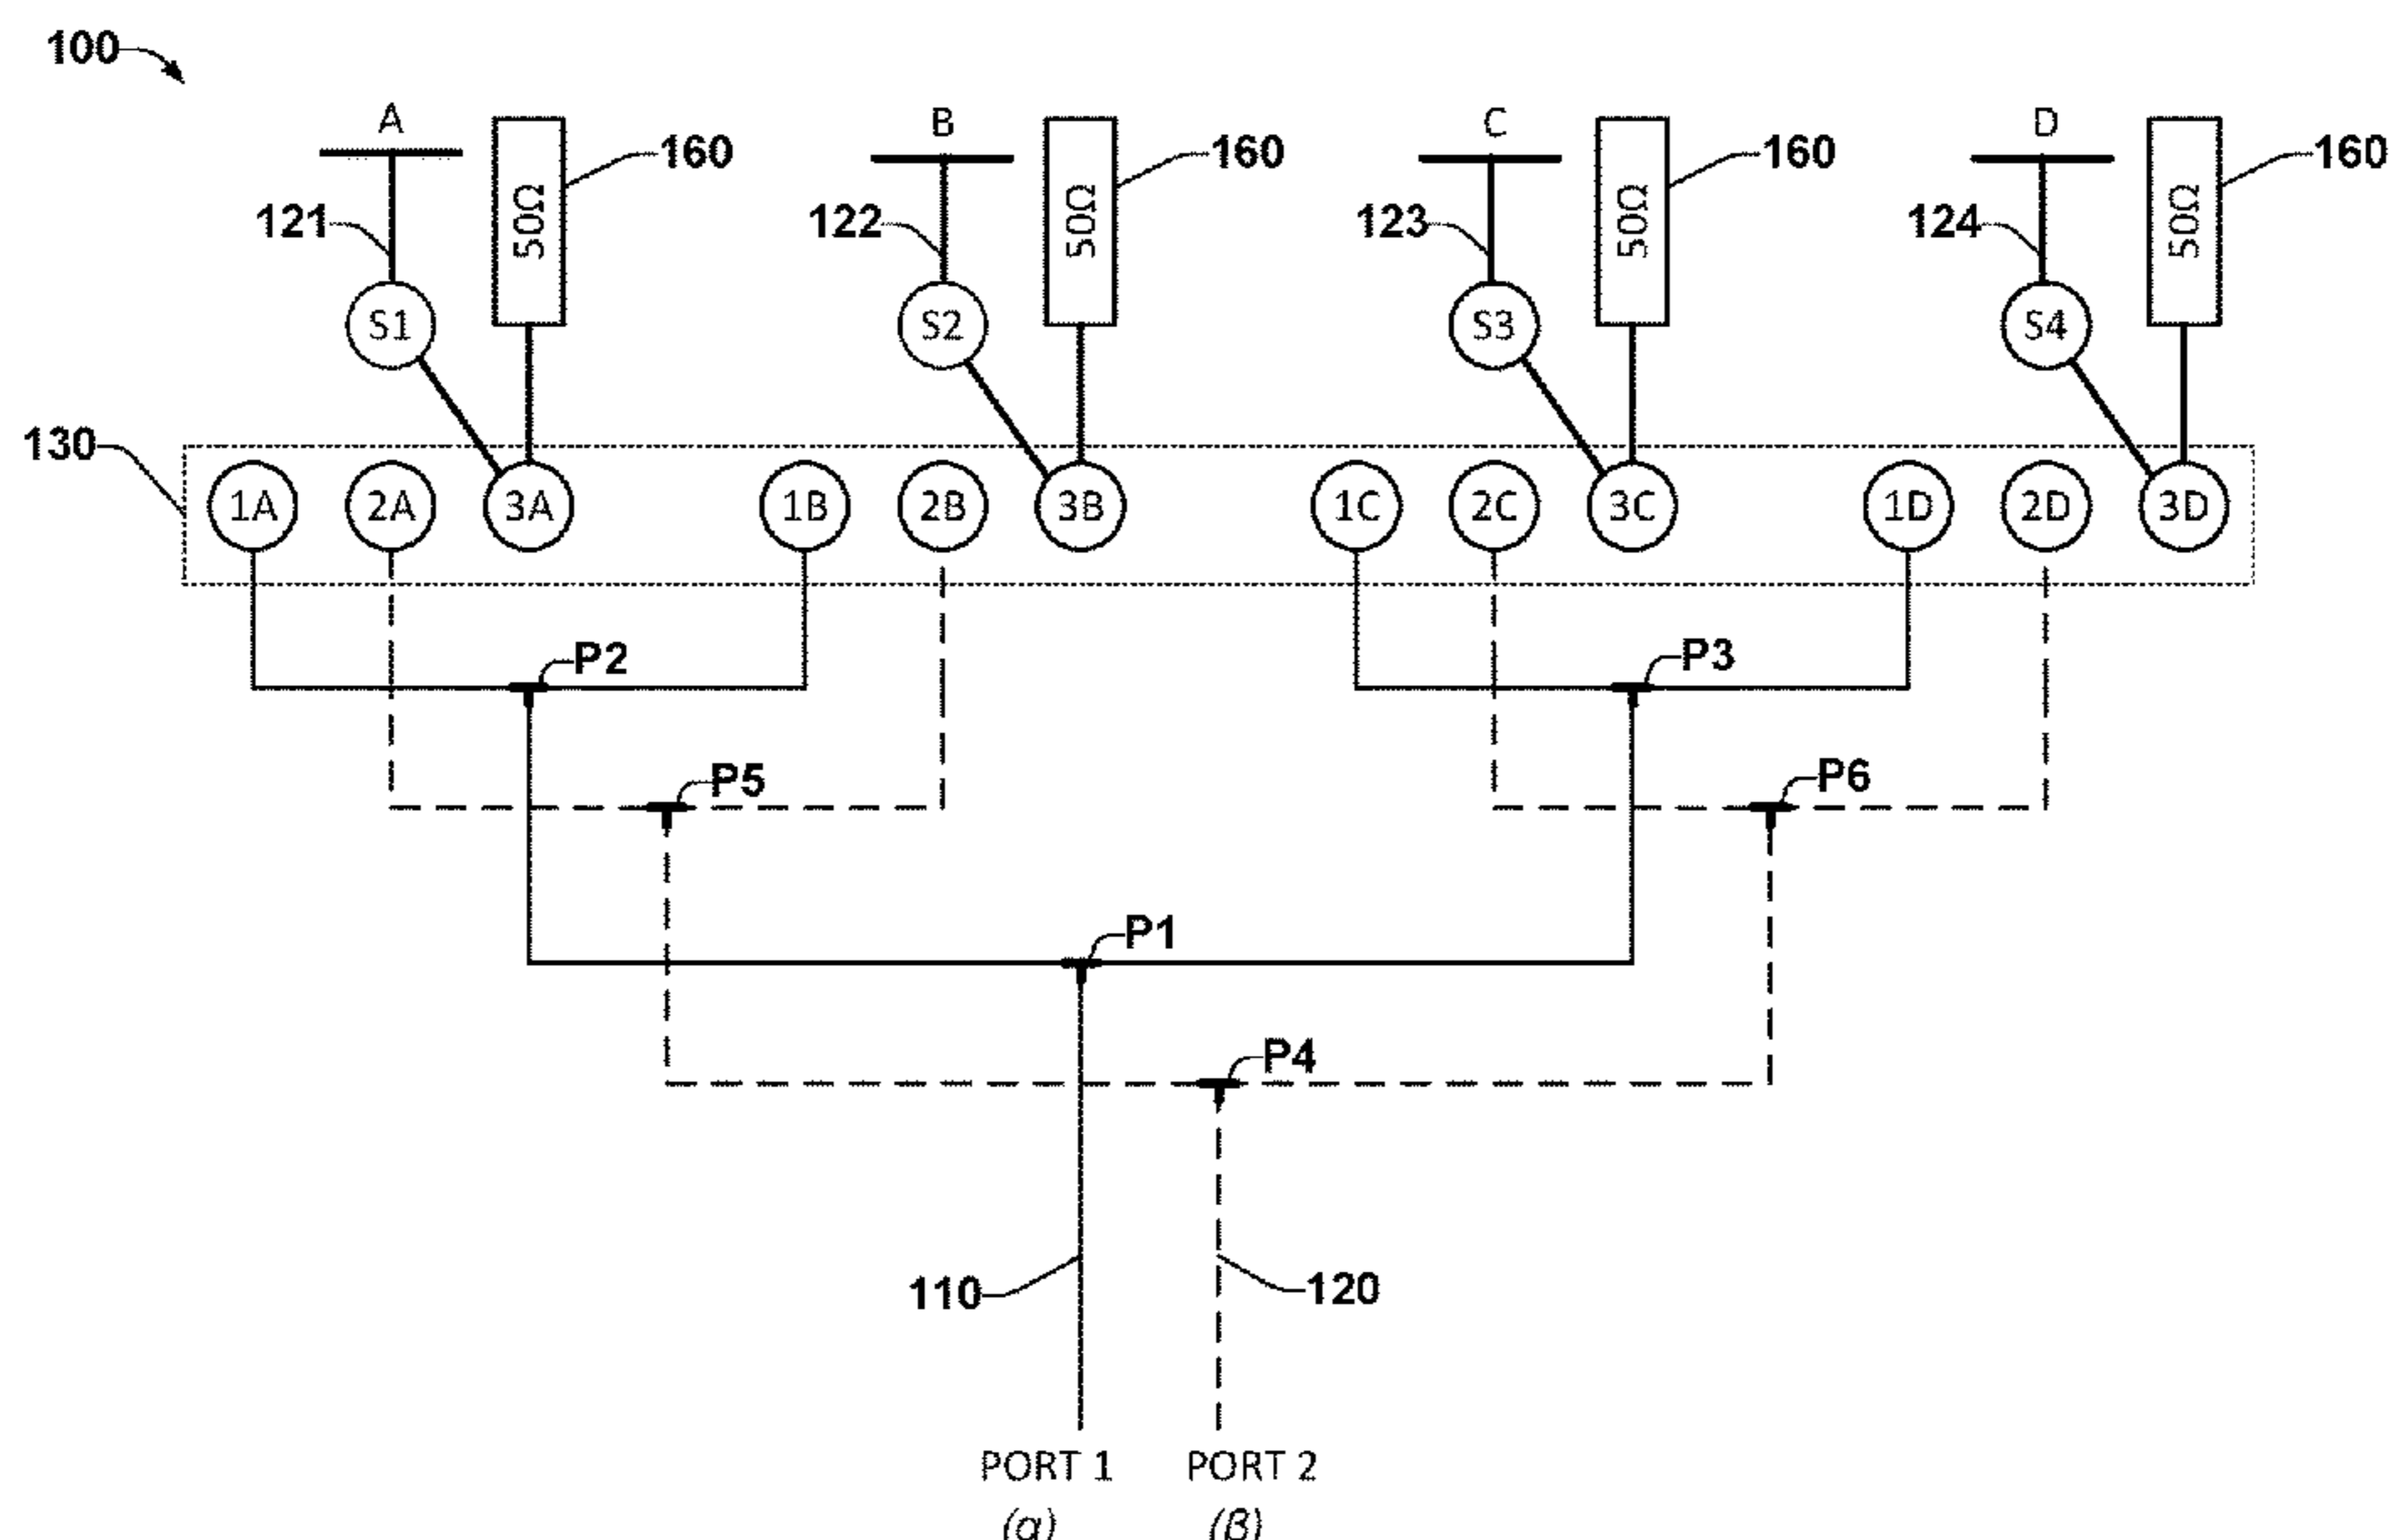 100
A
B
C
D
160
160
160
160
50Ω
50Ω
50Ω
50Ω
121
122
123
124
S1
S2
S3
S4
130
1A
2A
3A
1B
2B
3B
1C
2C
3C
1D
2D
3D
P2
P3
P5
P6
P1
P4
110
120
PORT 1
PORT 2
(α)
(β)